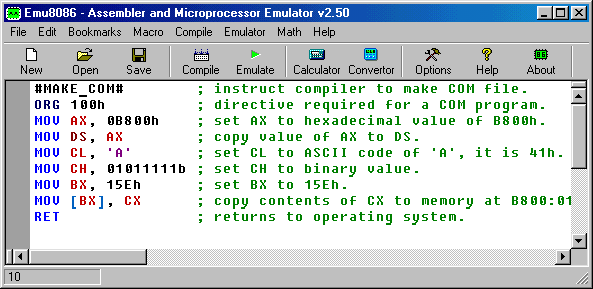 Emu8086 - Assembler and Microprocessor Emulator v2.50
File Edit Bookmarks Macro Compile Emulator Math Help
New Open Save Compile Emulate Calculator Convertor Options Help About
#MAKE_COM# ; instruct compiler to make COM file.
ORG 100h ; directive required for a COM program.
MOV AX, 0B800h ; set AX to hexadecimal value of B800h.
MOV DS, AX ; copy value of AX to DS.
MOV CL, 'A' ; set CL to ASCII code of 'A', it is 41h.
MOV CH, 01011111b ; set CH to binary value.
MOV BX, 15Eh ; set BX to 15Eh.
MOV [BX], CX ; copy contents of CX to memory at B800:01
RET ; returns to operating system.
10